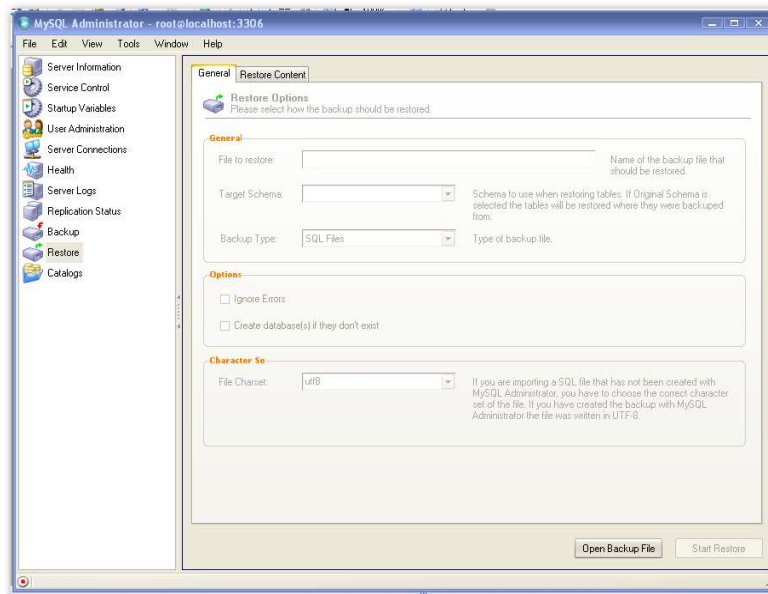 MySQL Administrator - root@localhost:3306
File Edit View Tools Window Help
Server Information
Service Control
Startup Variables
User Administration
Server Connections
Health
Server Logs
Replication Status
Backup
Restore
Catalogs
General Restore Content
Restore Options
Please select how the backup should be restored.
General
File to restore:
Name of the backup file that
should be restored.
Target Schema:
Schema to use when restoring tables. If Original Schema is
selected the tables will be restored where they were backuped
from.
Backup Type: SQL Files Type of backup file.
Options
Ignore Errors
Create database(s) if they don't exist
Character Se
File Charset: utf8
If you are importing a SQL file that has not been created with
MySQL Administrator, you have to choose the correct character
set of the file. If you have created the backup with MySQL
Administrator the file was written in UTF-8.
Open Backup File Start Restore